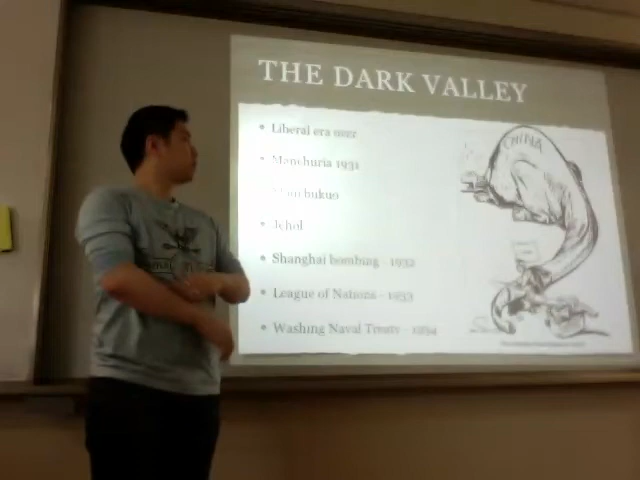 THE DARK VALLEY
• Liberal era over
• Manchuria 1931
• Manchukuo
• Jehol
• Shanghai bombing - 1932
• League of Nations - 1933
• Washing Naval Treaty - 1934
CHINA